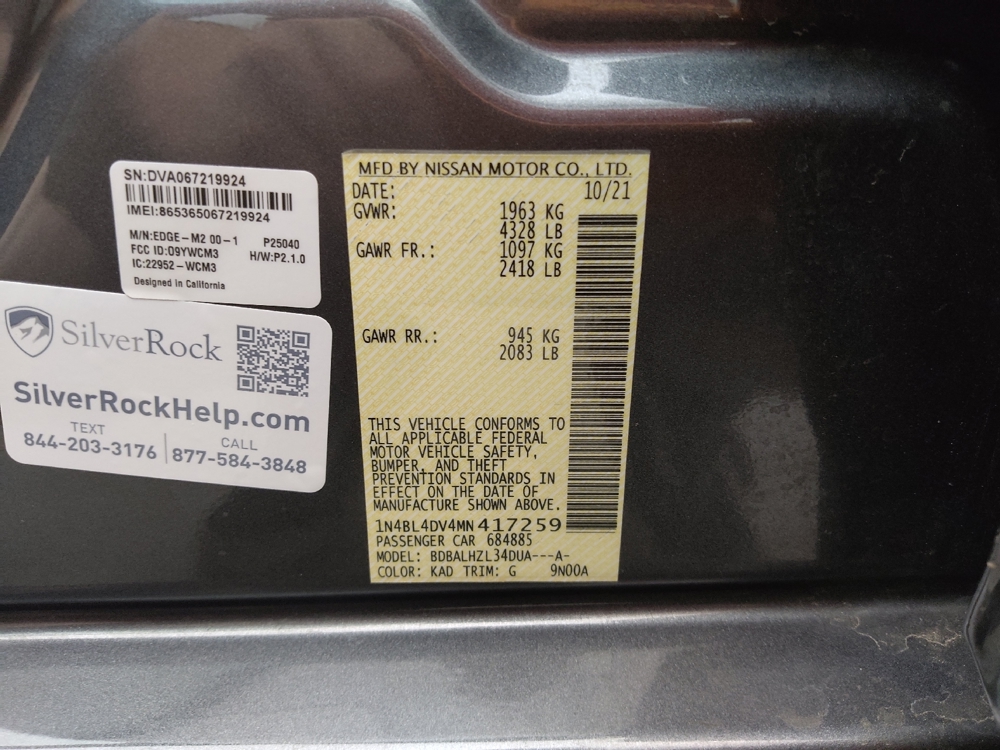 SN:DVA067219924
IMEI:865365067219924
M/N:EDGE-M2 00-1 P25040
FCC ID:O9YWCM3 H/W:P2.1.0
IC:22952-WCM3
Designed in California
SilverRock
SilverRockHelp.com
TEXT CALL
844-203-3176 877-584-3848
MFD BY NISSAN MOTOR CO., LTD.
DATE: 10/21
GVWR: 1963 KG
4328 LB
GAWR FR.: 1097 KG
2418 LB
GAWR RR.: 945 KG
2083 LB
THIS VEHICLE CONFORMS TO
ALL APPLICABLE FEDERAL
MOTOR VEHICLE SAFETY,
BUMPER, AND THEFT
PREVENTION STANDARDS IN
EFFECT ON THE DATE OF
MANUFACTURE SHOWN ABOVE.
1N4BL4DV4MN417259
PASSENGER CAR 684885
MODEL: BDBALHZL34DUA---A-
COLOR: KAD TRIM: G 9N00A